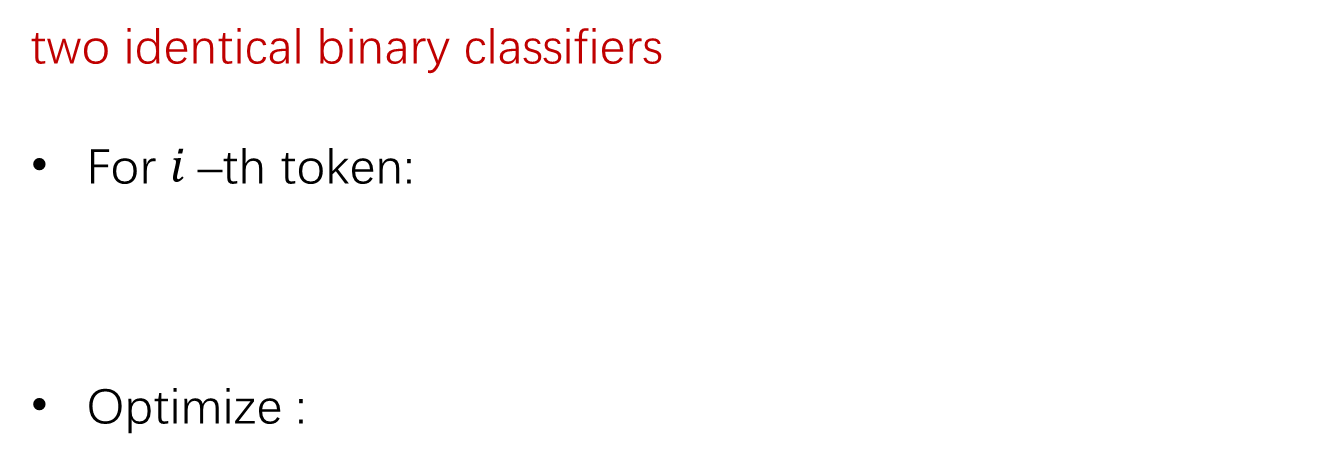 two identical binary classifiers
• For i –th token:
• Optimize :